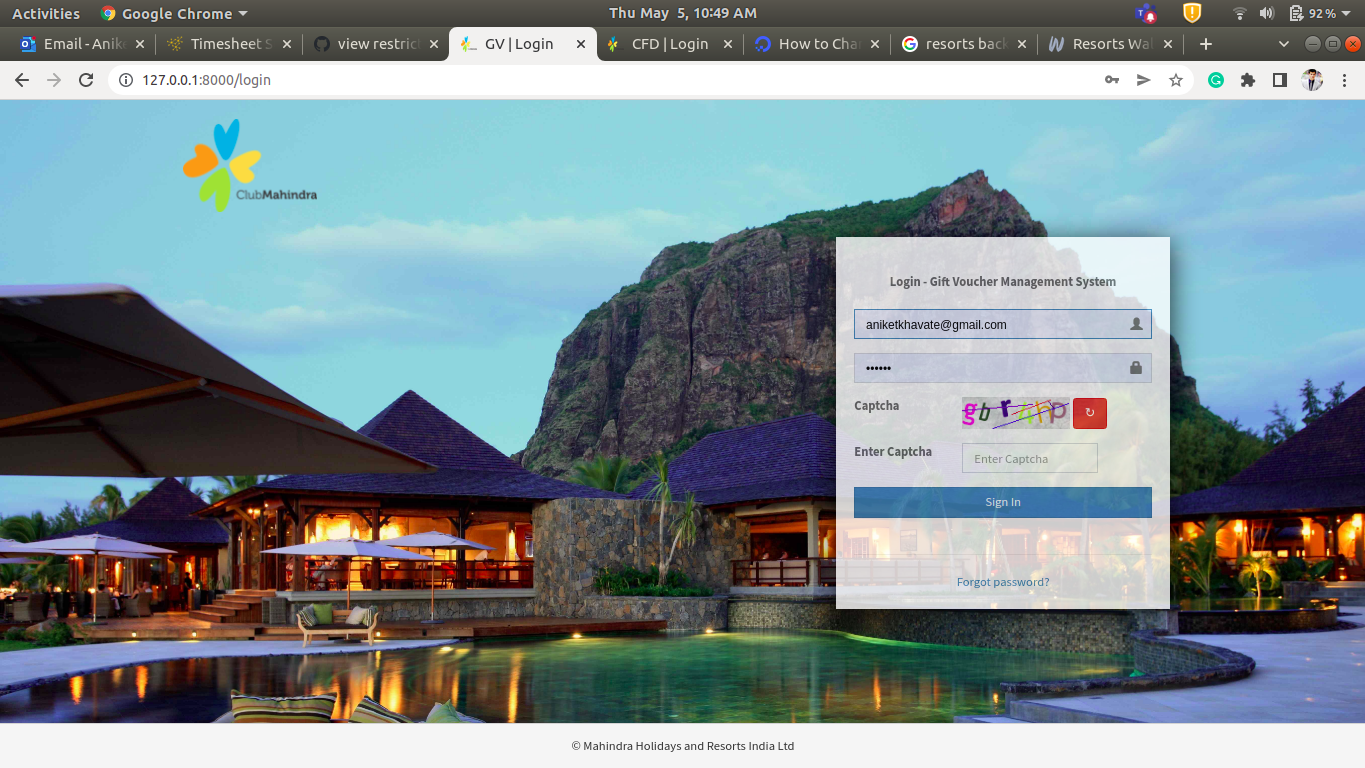 Activities
Google Chrome
Thu May 5, 10:49 AM
92%
Email - Anik
Timesheet S
view restric
GV | Login
CFD | Login
How to Cha
resorts back
Resorts Wal
127.0.0.1:8000/login
ClubMahindra
Login - Gift Voucher Management System
aniketkhavate@gmail.com
••••••
Captcha
Enter Captcha
Enter Captcha
Sign In
Forgot password?
© Mahindra Holidays and Resorts India Ltd